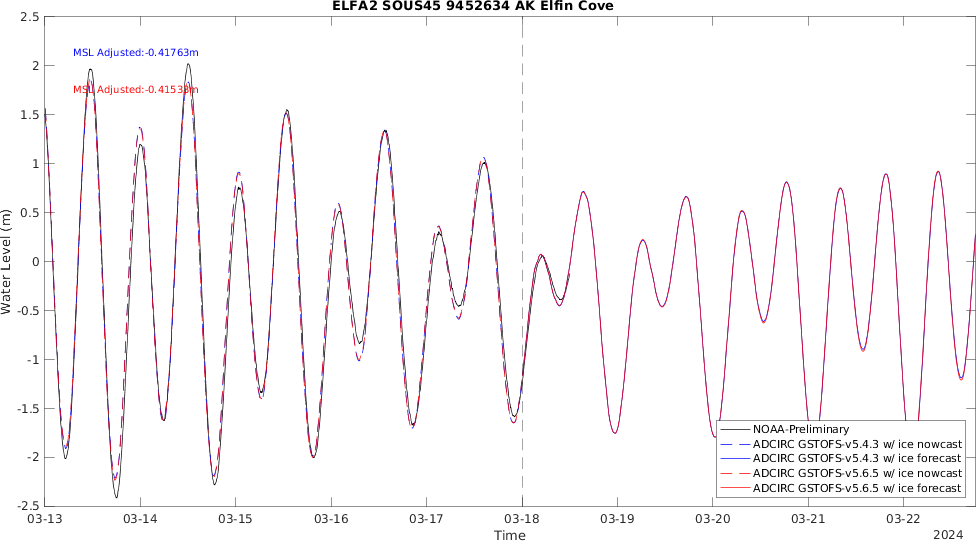 ELFA2 SOUS45 9452634 AK Elfin Cove
MSL Adjusted:-0.41763m
MSL Adjusted:-0.41533m
Water Level (m)
2.5
2
1.5
1
0.5
0
-0.5
-1
-1.5
-2
-2.5
NOAA-Preliminary
ADCIRC GSTOFS-v5.4.3 w/ ice nowcast
ADCIRC GSTOFS-v5.4.3 w/ ice forecast
ADCIRC GSTOFS-v5.6.5 w/ ice nowcast
ADCIRC GSTOFS-v5.6.5 w/ ice forecast
03-13 03-14 03-15 03-16 03-17 03-18 03-19 03-20 03-21 03-22
Time
2024